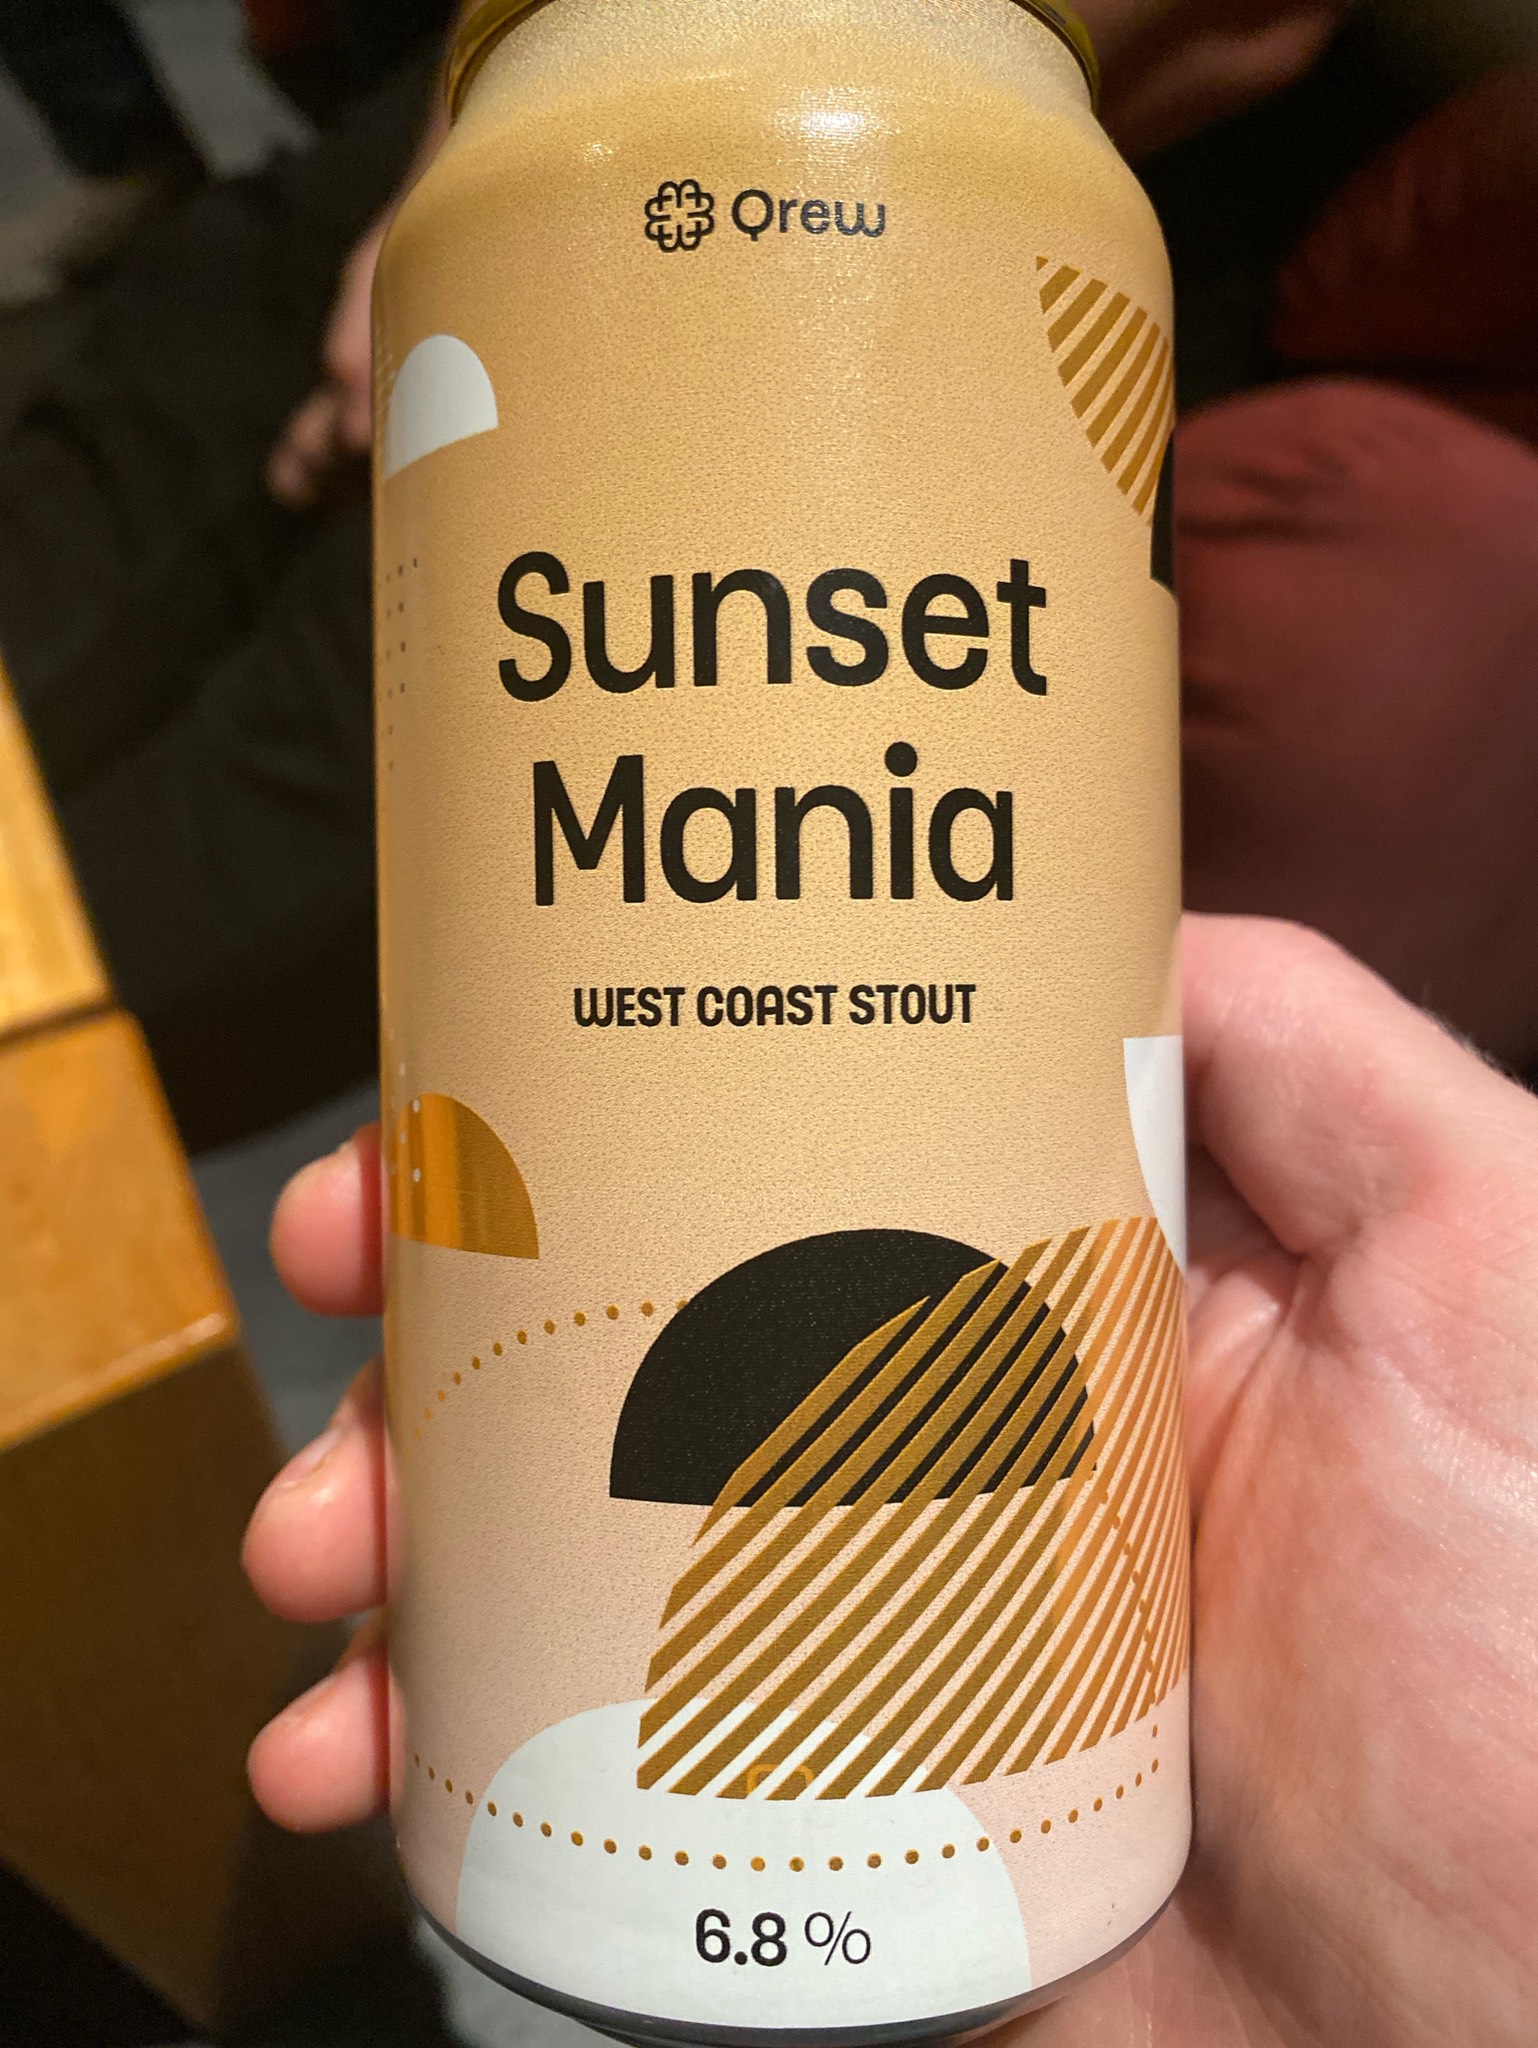 Qrew
Sunset
Mania
WEST COAST STOUT
6.8 %